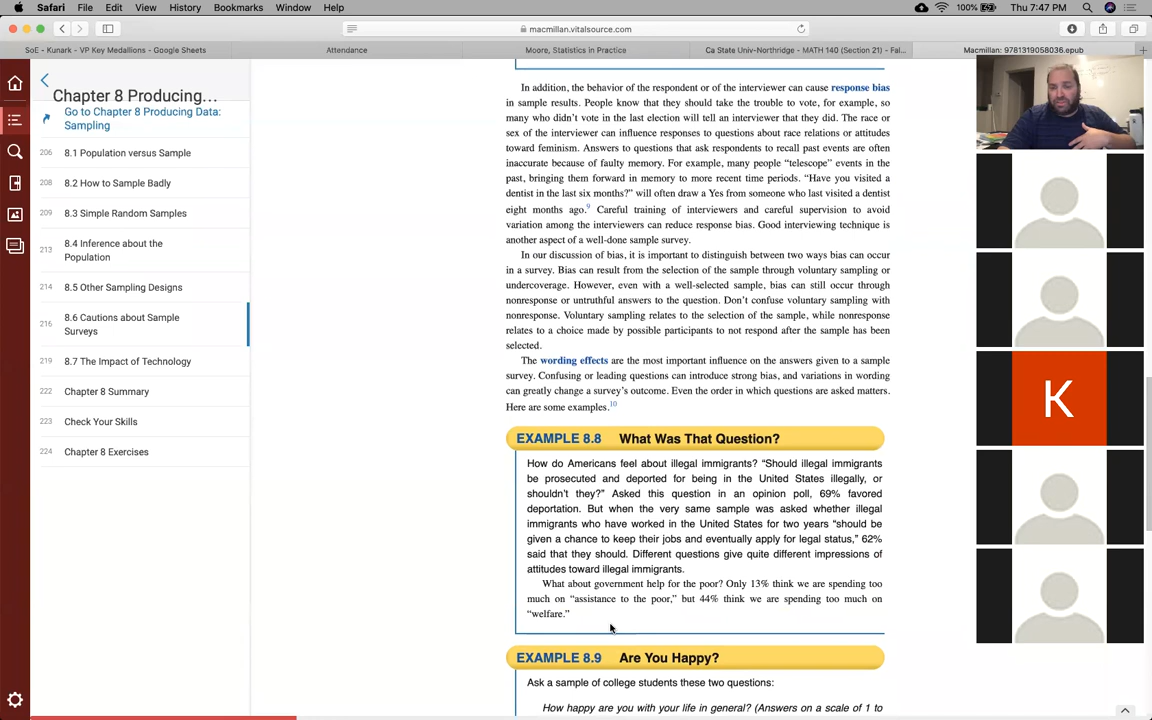 Safari File Edit View History Bookmarks Window Help 100% Thu 7:47 PM
macmillan.vitalsource.com
SoE - Kunark - VP Key Medallions - Google Sheets Attendance Moore, Statistics in Practice Ca State Univ-Northridge - MATH 140 (Section 21) - Fal... Macmillan: 9781319058036.epub
Chapter 8 Producing...
Go to Chapter 8 Producing Data:
Sampling
206 8.1 Population versus Sample
208 8.2 How to Sample Badly
209 8.3 Simple Random Samples
213 8.4 Inference about the
Population
214 8.5 Other Sampling Designs
216 8.6 Cautions about Sample
Surveys
219 8.7 The Impact of Technology
222 Chapter 8 Summary
223 Check Your Skills
224 Chapter 8 Exercises
In addition, the behavior of the respondent or of the interviewer can cause response bias
in sample results. People know that they should take the trouble to vote, for example, so
many who didn't vote in the last election will tell an interviewer that they did. The race or
sex of the interviewer can influence responses to questions about race relations or attitudes
toward feminism. Answers to questions that ask respondents to recall past events are often
inaccurate because of faulty memory. For example, many people “telescope” events in the
past, bringing them forward in memory to more recent time periods. “Have you visited a
dentist in the last six months?” will often draw a Yes from someone who last visited a dentist
eight months ago.9 Careful training of interviewers and careful supervision to avoid
variation among the interviewers can reduce response bias. Good interviewing technique is
another aspect of a well-done sample survey.
In our discussion of bias, it is important to distinguish between two ways bias can occur
in a survey. Bias can result from the selection of the sample through voluntary sampling or
undercoverage. However, even with a well-selected sample, bias can still occur through
nonresponse or untruthful answers to the question. Don't confuse voluntary sampling with
nonresponse. Voluntary sampling relates to the selection of the sample, while nonresponse
relates to a choice made by possible participants to not respond after the sample has been
selected.
The wording effects are the most important influence on the answers given to a sample
survey. Confusing or leading questions can introduce strong bias, and variations in wording
can greatly change a survey's outcome. Even the order in which questions are asked matters.
Here are some examples.10
EXAMPLE 8.8 What Was That Question?
How do Americans feel about illegal immigrants? “Should illegal immigrants
be prosecuted and deported for being in the United States illegally, or
shouldn't they?” Asked this question in an opinion poll, 69% favored
deportation. But when the very same sample was asked whether illegal
immigrants who have worked in the United States for two years “should be
given a chance to keep their jobs and eventually apply for legal status,” 62%
said that they should. Different questions give quite different impressions of
attitudes toward illegal immigrants.
What about government help for the poor? Only 13% think we are spending too
much on “assistance to the poor,” but 44% think we are spending too much on
“welfare.”
EXAMPLE 8.9 Are You Happy?
Ask a sample of college students these two questions:
How happy are you with your life in general? (Answers on a scale of 1 to
K